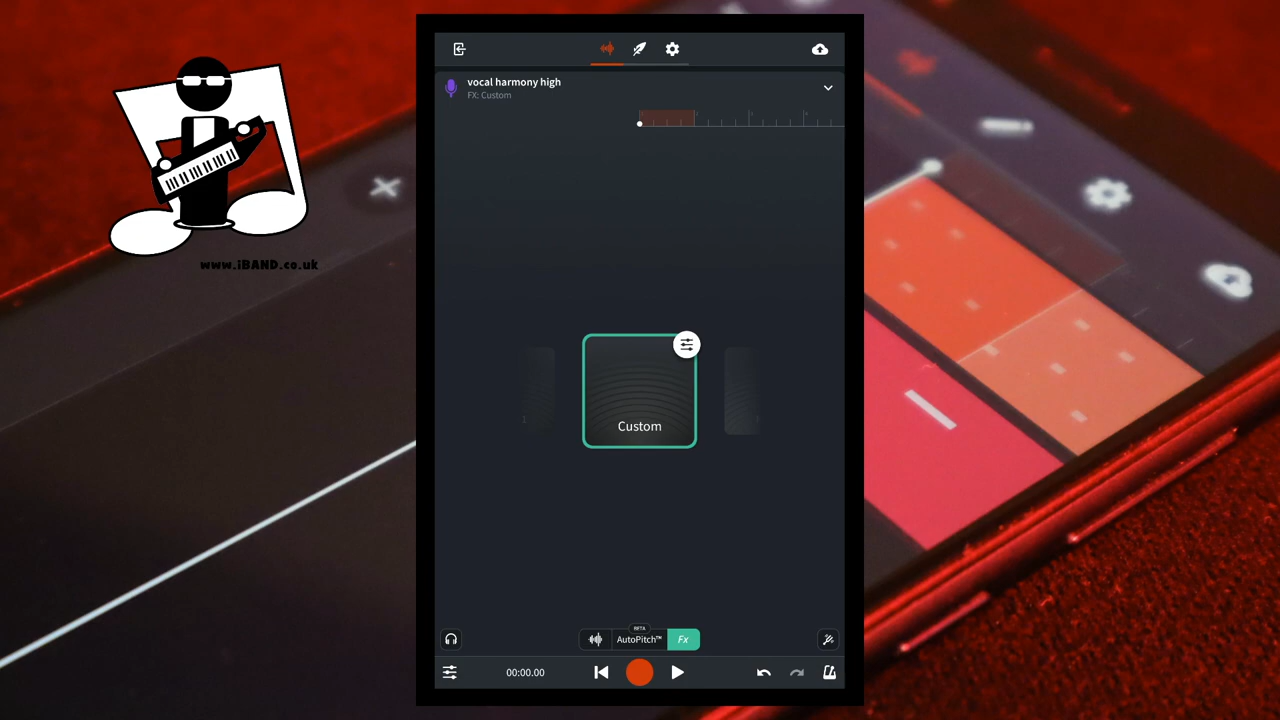 www.iBAND.co.uk
vocal harmony high
FX: Custom
Custom
BETA
AutoPitch™
Fx
00:00.00